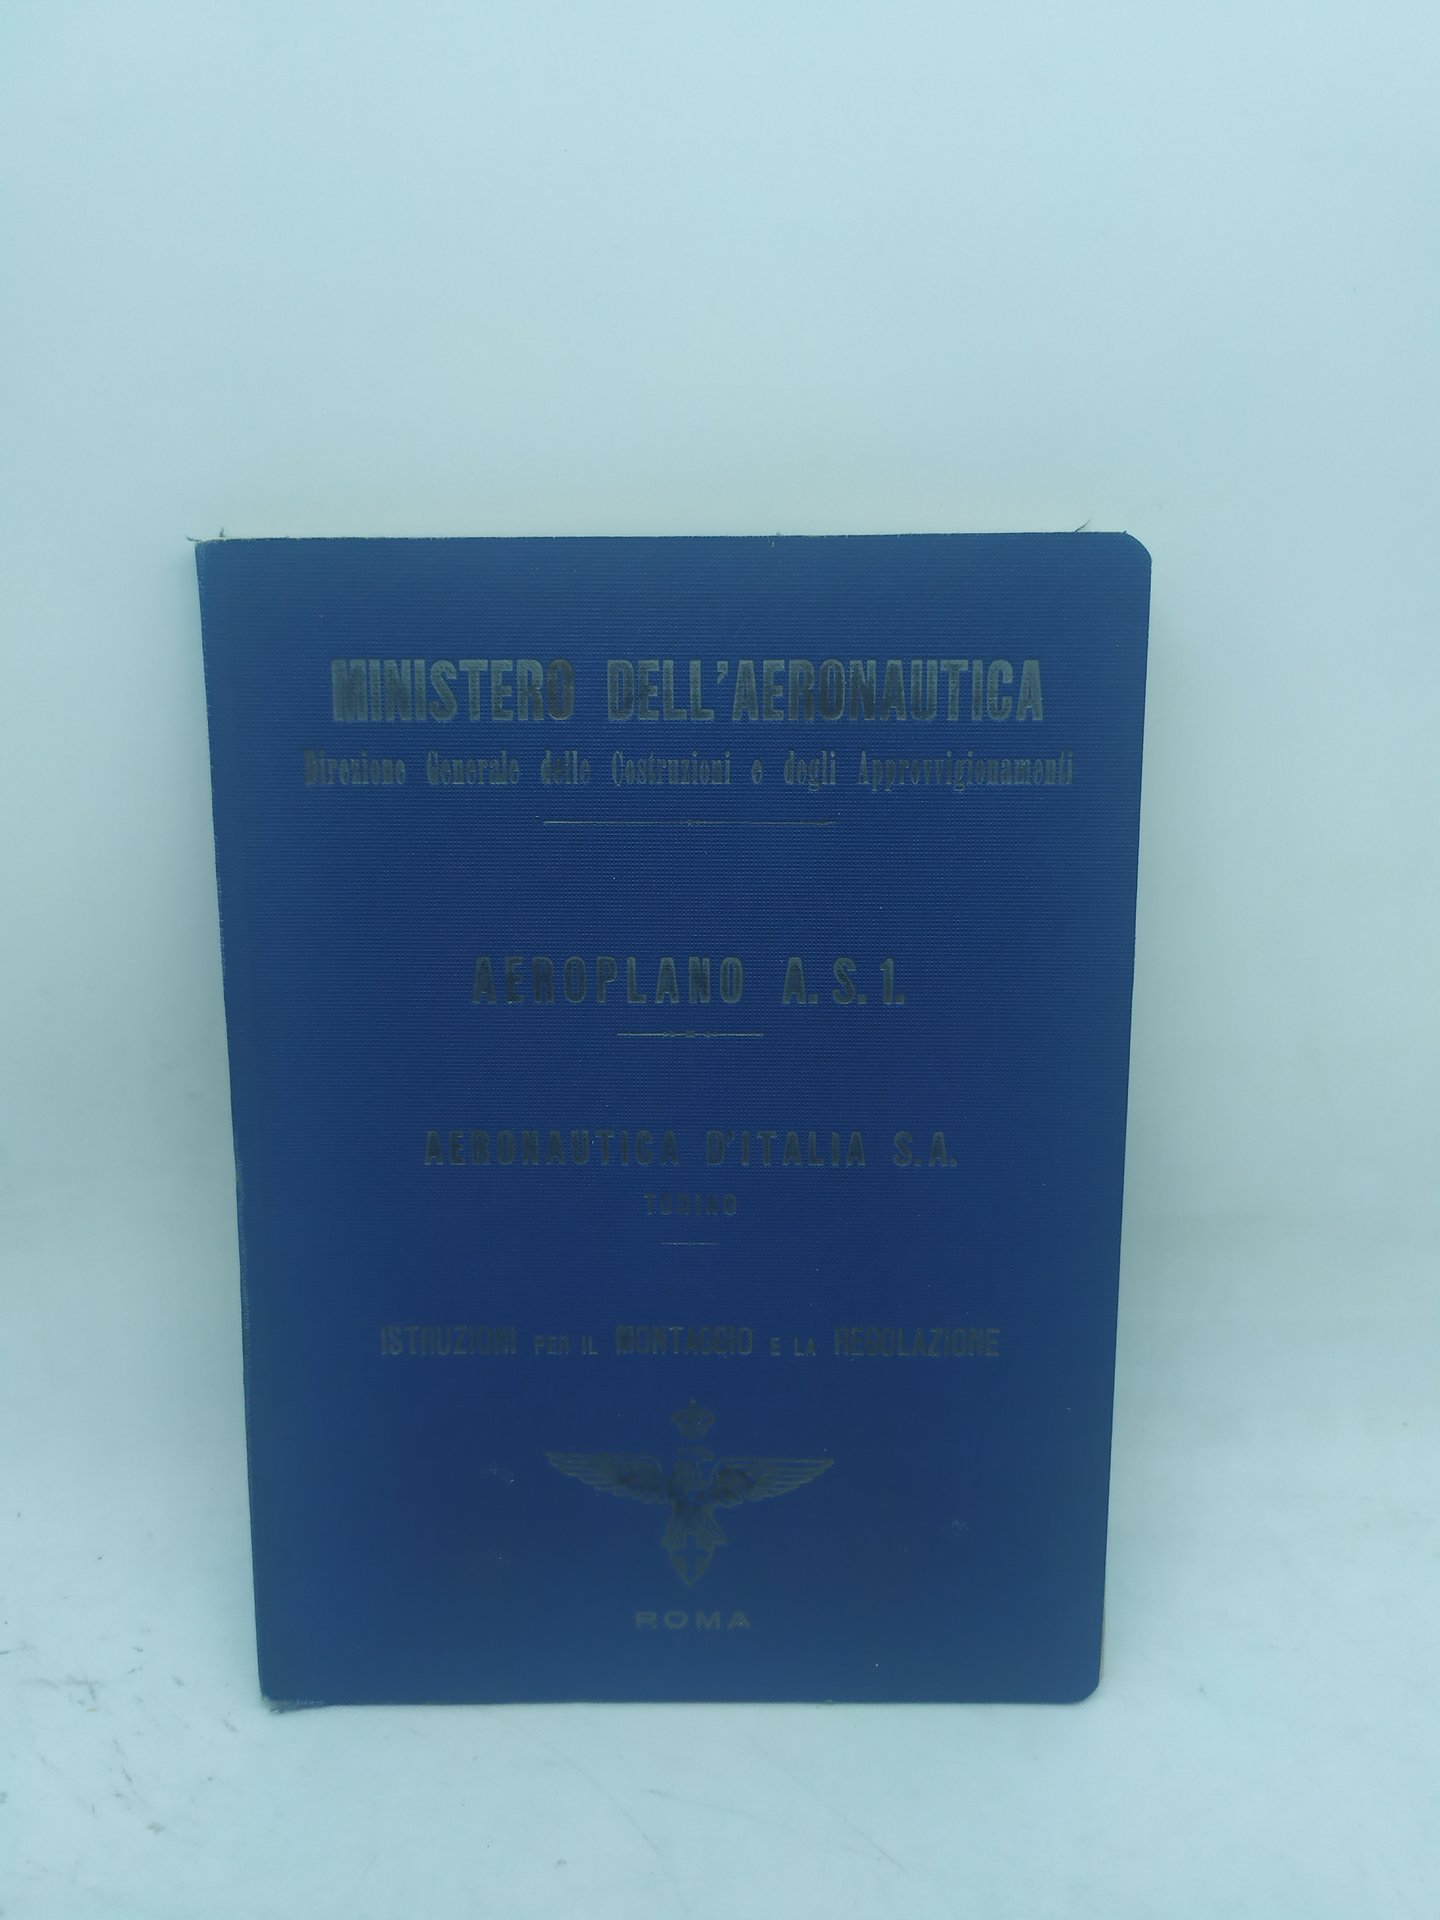 MINISTERO DELL'AERONAUTICA
Direzione Generale delle Costruzioni e degli Approvvigionamenti
AEROPLANO A.S.1.
AERONAUTICA D'ITALIA S.A.
TORINO
ISTRUZIONI PER IL MONTAGGIO E LA REGOLAZIONE
ROMA